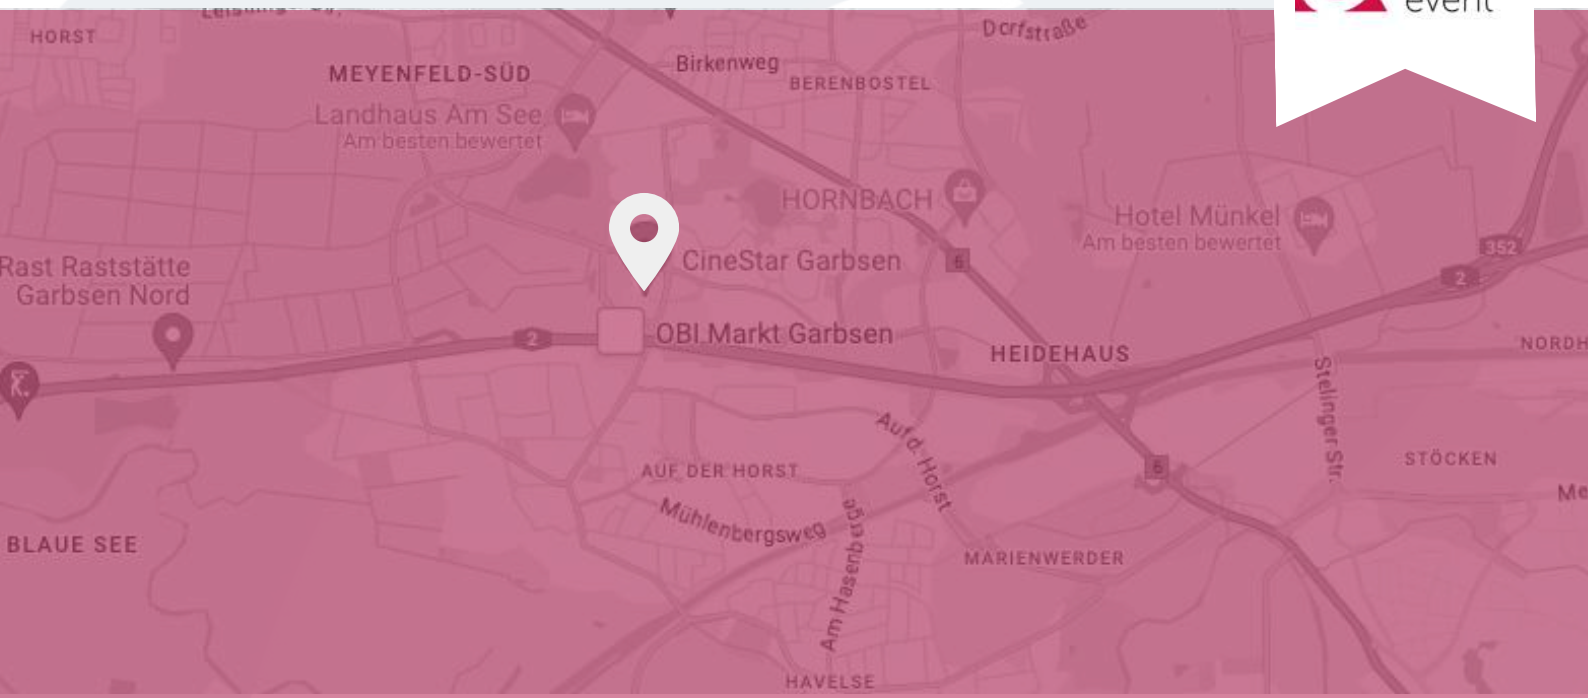 event
HORST
MEYENFELD-SÜD
Birkenweg
Dorfstraße
BERENBOSTEL
Landhaus Am See
Am besten bewertet
HORNBACH
Hotel Münkel
Am besten bewertet
352
2
6
CineStar Garbsen
Rast Raststätte
Garbsen Nord
2
OBI Markt Garbsen
HEIDEHAUS
NORDH
Stelinger Str.
Auf d. Horst
AUF DER HORST
6
STÖCKEN
Me
Mühlenbergsweg
Am Hasenberge
BLAUE SEE
MARIENWERDER
HAVELSE